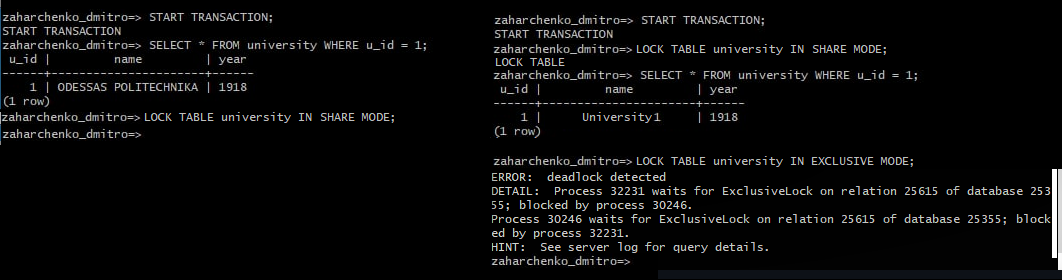 zaharchenko_dmitro=> START TRANSACTION;
START TRANSACTION
zaharchenko_dmitro=> SELECT * FROM university WHERE u_id = 1;
 u_id |         name          | year
------+-----------------------+------
    1 | ODESSAS POLITECHNIKA | 1918
(1 row)
zaharchenko_dmitro=> LOCK TABLE university IN SHARE MODE;
zaharchenko_dmitro=>
zaharchenko_dmitro=> START TRANSACTION;
START TRANSACTION
zaharchenko_dmitro=> LOCK TABLE university IN SHARE MODE;
LOCK TABLE
zaharchenko_dmitro=> SELECT * FROM university WHERE u_id = 1;
 u_id |         name          | year
------+-----------------------+------
    1 |     University1       | 1918
(1 row)
zaharchenko_dmitro=> LOCK TABLE university IN EXCLUSIVE MODE;
ERROR:  deadlock detected
DETAIL:  Process 32231 waits for ExclusiveLock on relation 25615 of database 253
55; blocked by process 30246.
Process 30246 waits for ExclusiveLock on relation 25615 of database 25355; block
ed by process 32231.
HINT:  See server log for query details.
zaharchenko_dmitro=>